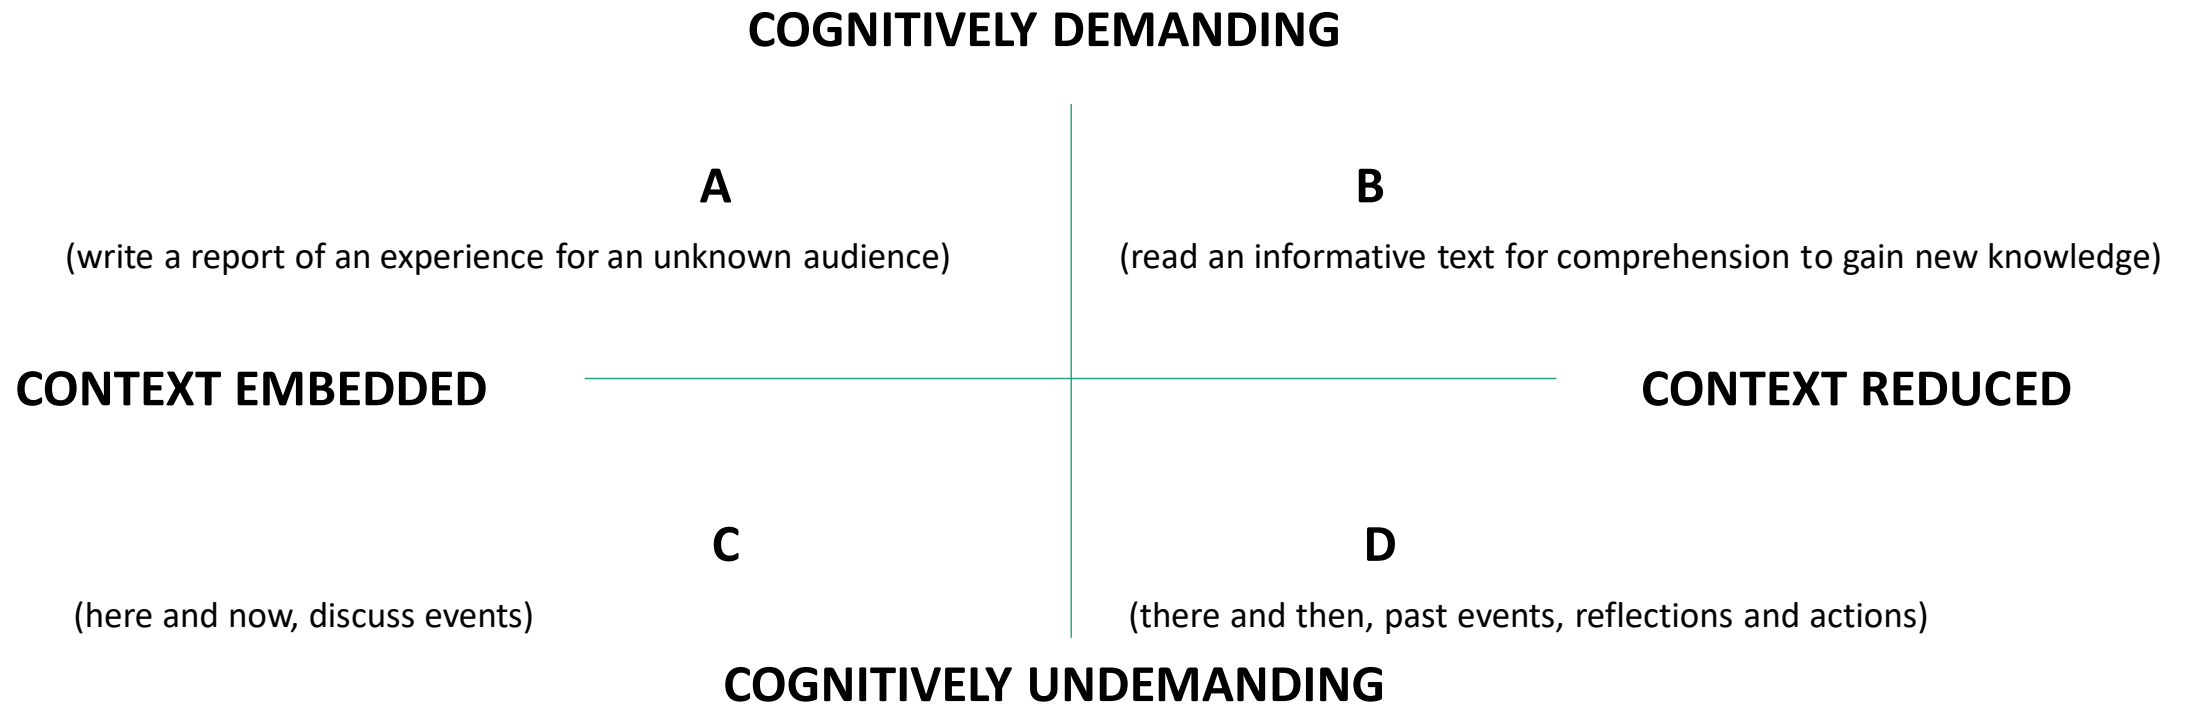 COGNITIVELY DEMANDING
A
B
(write a report of an experience for an unknown audience)
(read an informative text for comprehension to gain new knowledge)
CONTEXT EMBEDDED
CONTEXT REDUCED
C
D
(here and now, discuss events)
(there and then, past events, reflections and actions)
COGNITIVELY UNDEMANDING